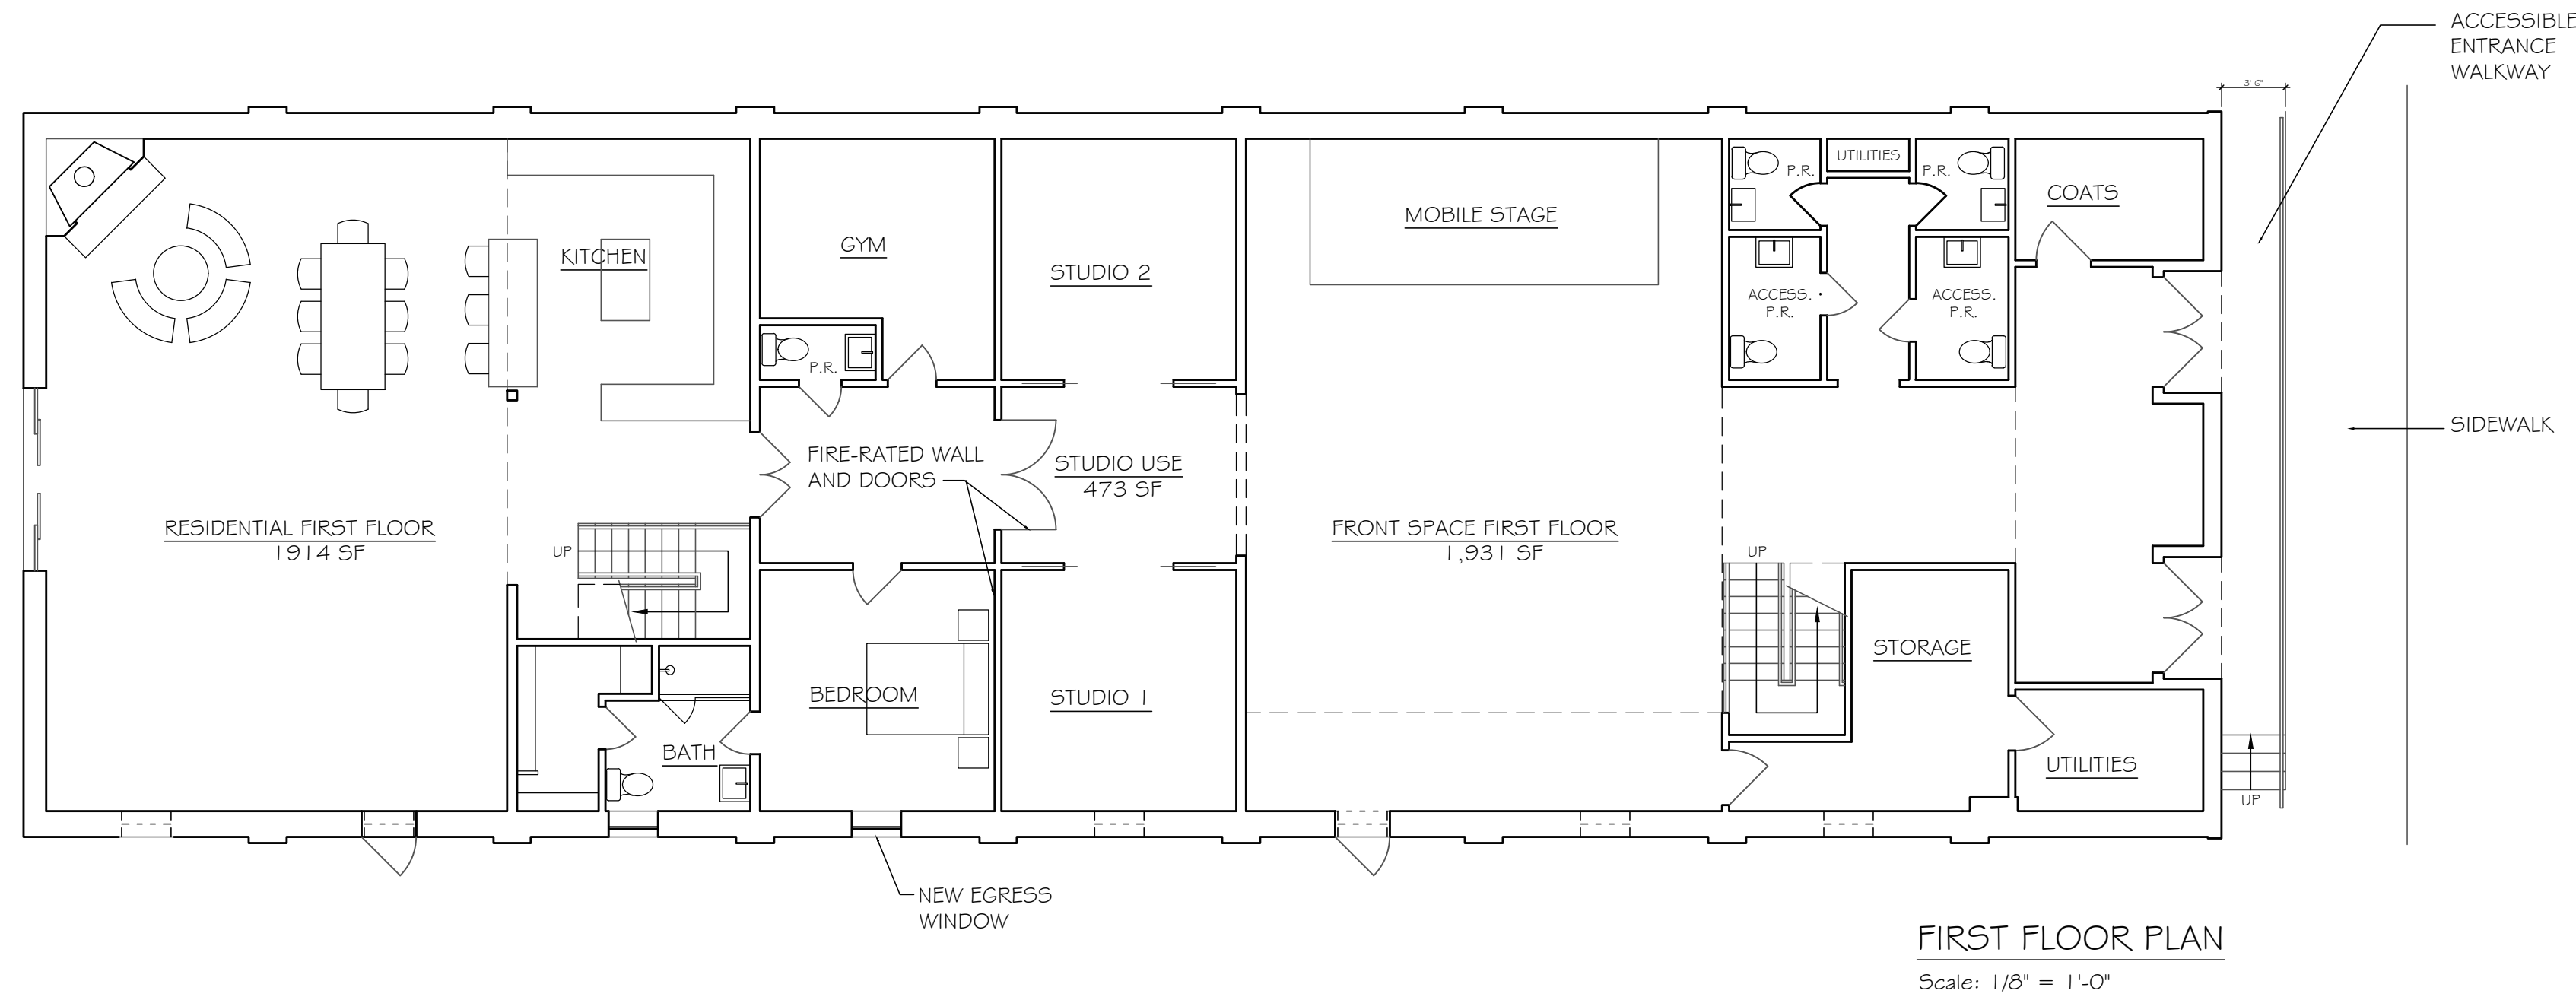 ACCESSIBLE
ENTRANCE
WALKWAY
3'-6"
UTILITIES
P.R.
P.R.
COATS
MOBILE STAGE
GYM
KITCHEN
STUDIO 2
ACCESS.
P.R.
ACCESS.
P.R.
P.R.
SIDEWALK
FIRE-RATED WALL
AND DOORS
STUDIO USE
473 SF
RESIDENTIAL FIRST FLOOR
1914 SF
UP
FRONT SPACE FIRST FLOOR
1,931 SF
UP
STORAGE
BEDROOM
STUDIO 1
BATH
UTILITIES
UP
NEW EGRESS
WINDOW
FIRST FLOOR PLAN
Scale: 1/8" = 1'-0"